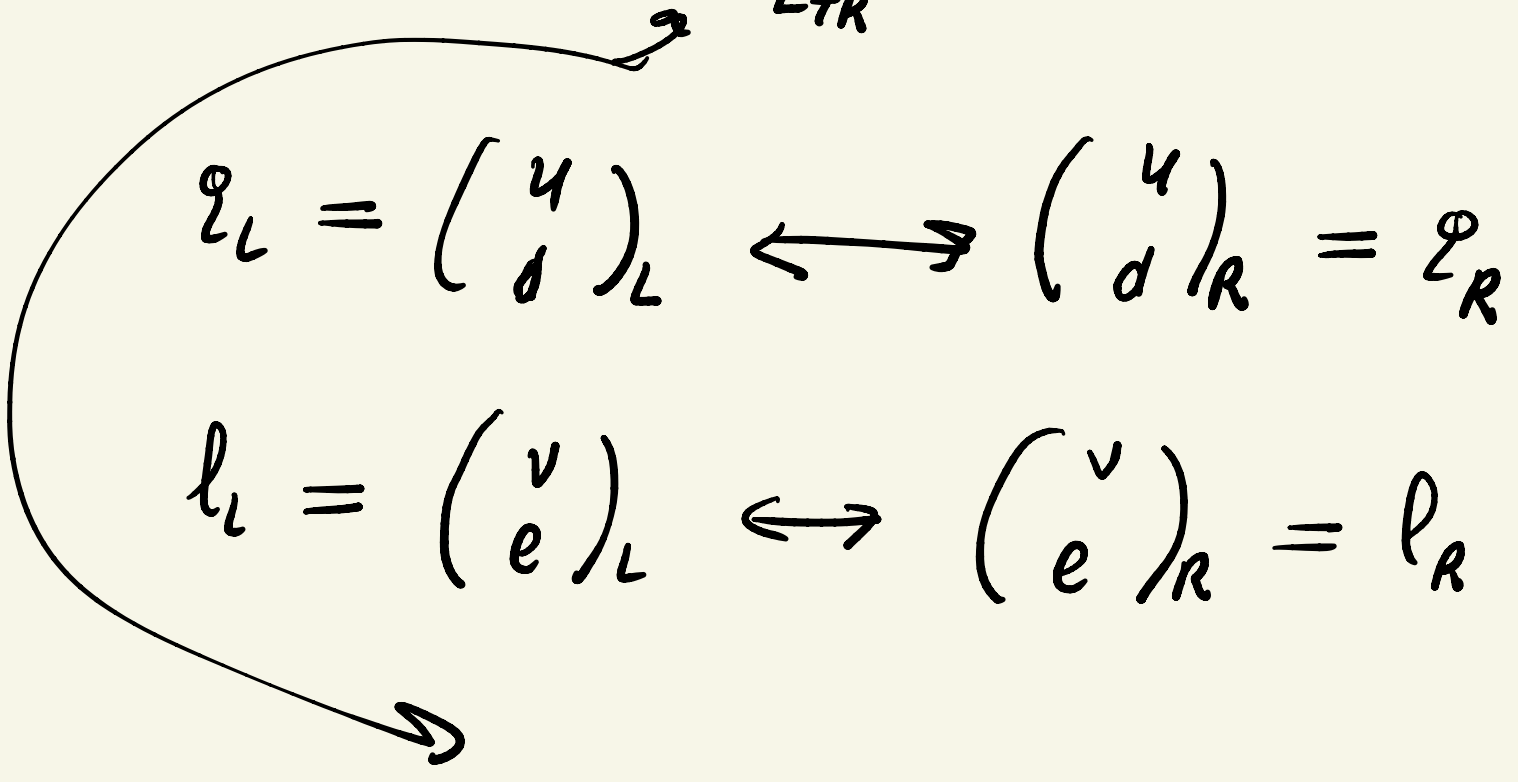 L+R
q_L = (u d)_L ↔ (u d)_R = q_R
ℓ_L = (ν e)_L ↔ (ν e)_R = ℓ_R